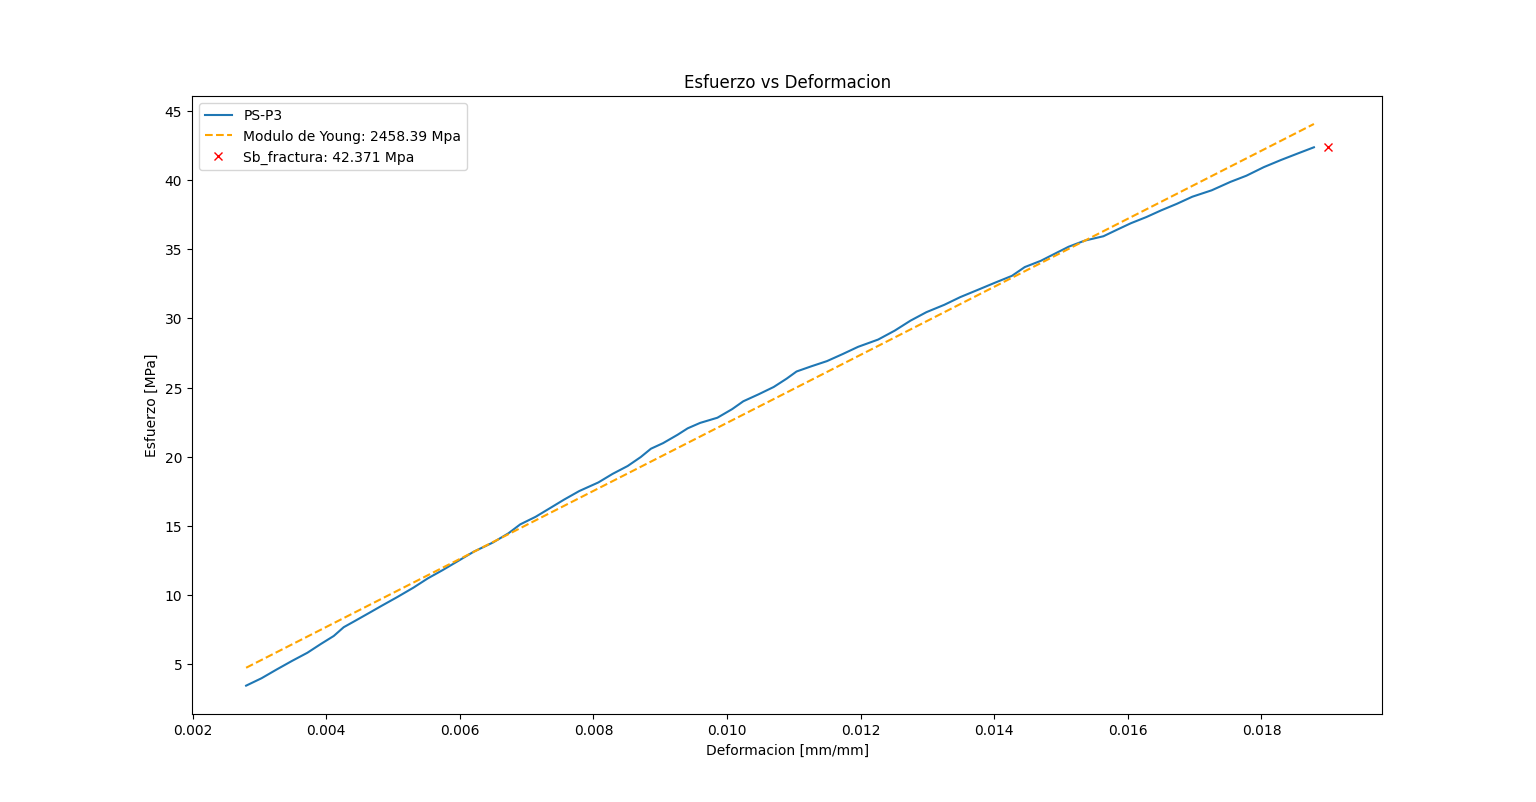 Esfuerzo vs Deformacion
PS-P3
Modulo de Young: 2458.39 Mpa
Sb_fractura: 42.371 Mpa
45
40
35
30
25
20
15
10
5
Esfuerzo [MPa]
0.002 0.004 0.006 0.008 0.010 0.012 0.014 0.016 0.018
Deformacion [mm/mm]